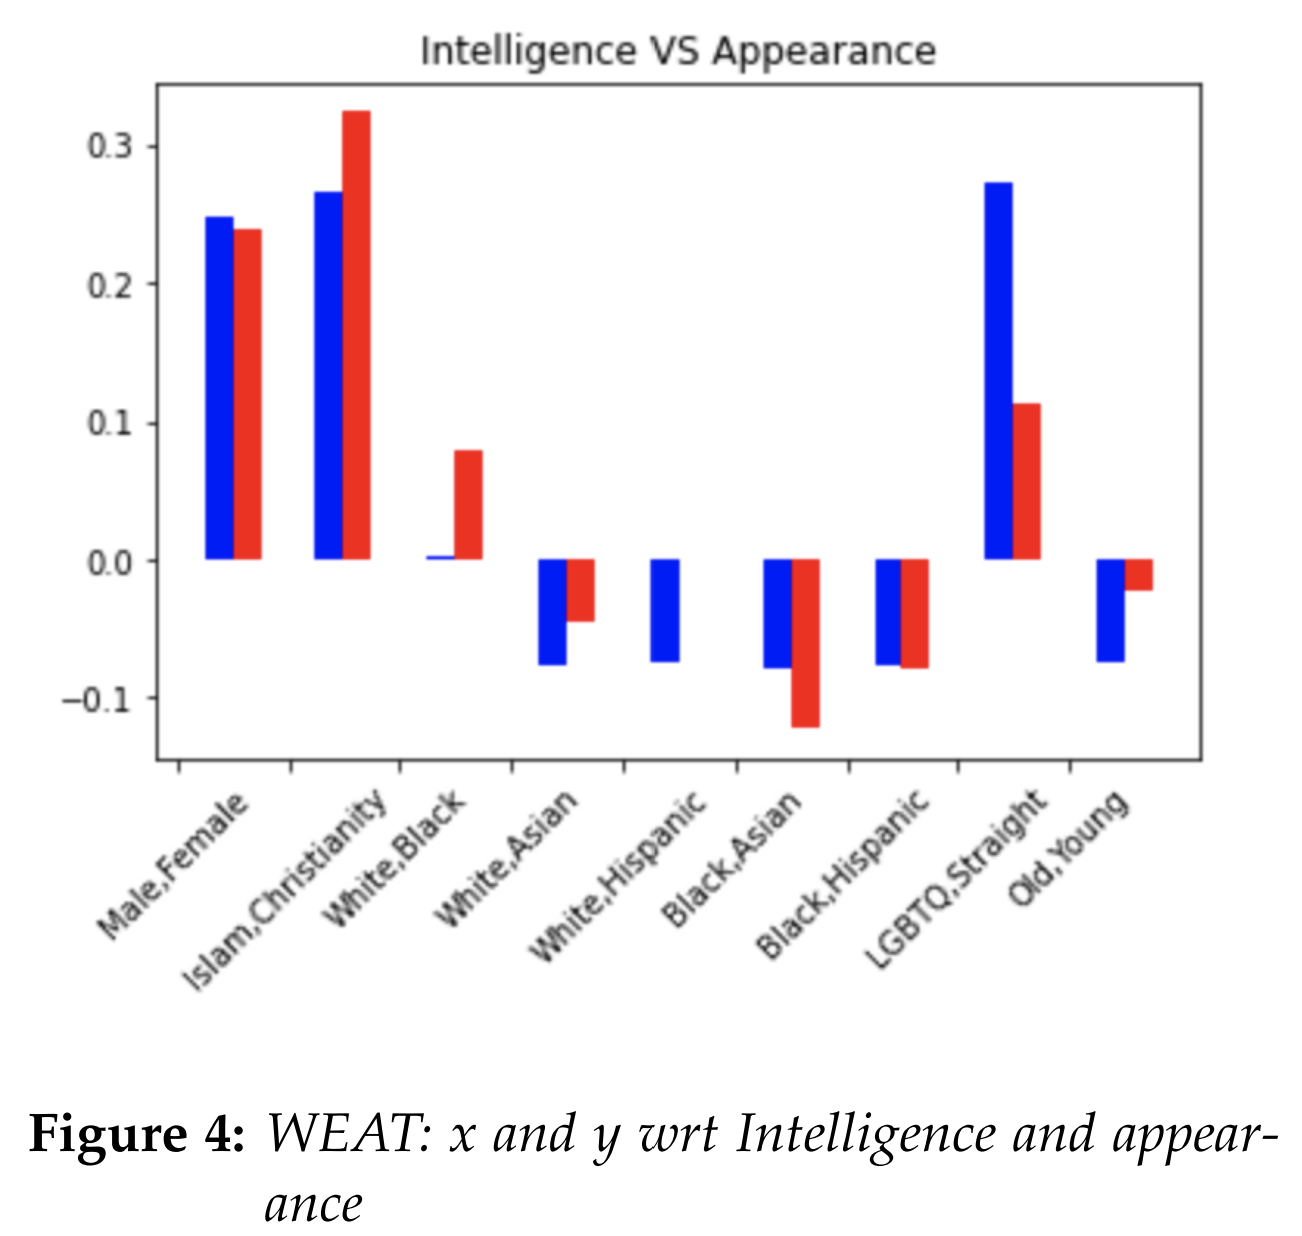 Intelligence VS Appearance
0.3
0.2
0.1
0.0
−0.1
Male,Female
Islam,Christianity
White,Black
White,Asian
White,Hispanic
Black,Asian
Black,Hispanic
LGBTQ,Straight
Old,Young
Figure 4: WEAT: x and y wrt Intelligence and appear-
ance